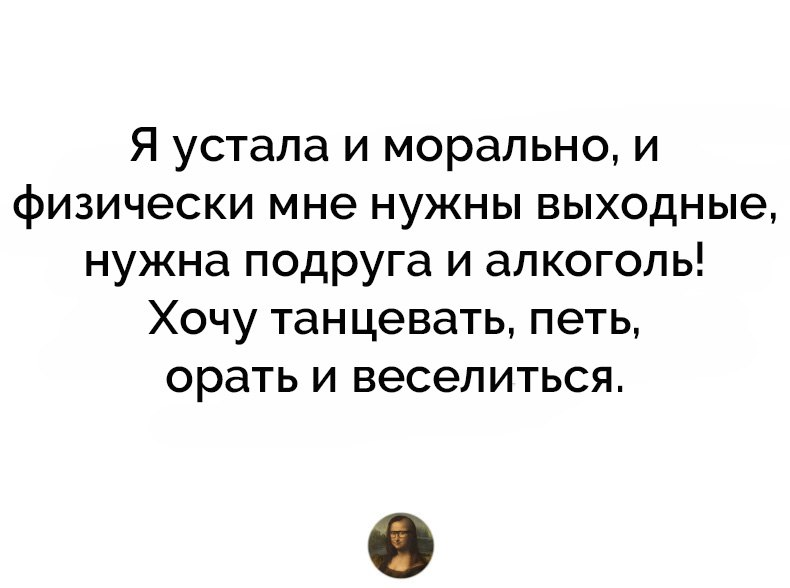 Я устала и морально, и
физически мне нужны выходные,
нужна подруга и алкоголь!
Хочу танцевать, петь,
орать и веселиться.